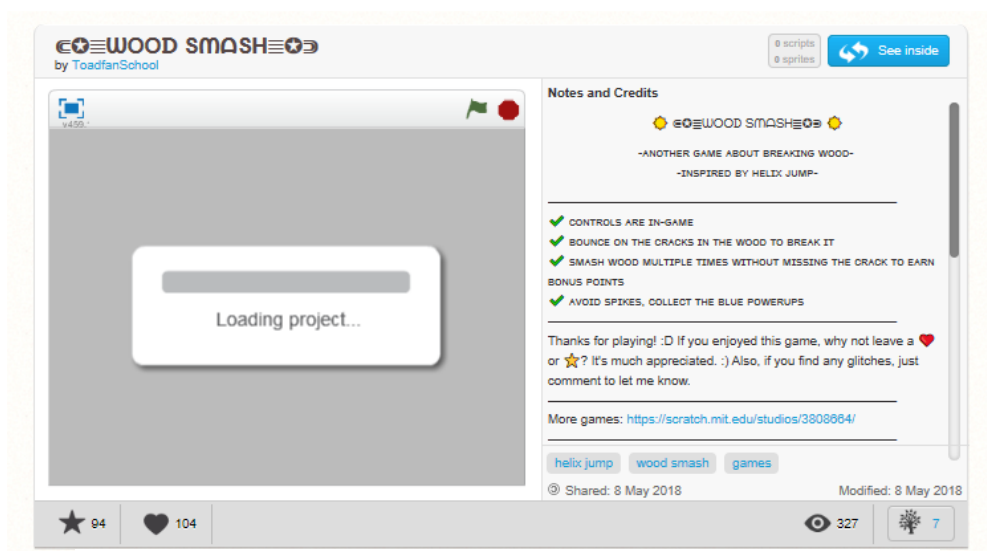 ⋐✪≡WOOD SMASH≡✪⋑
by ToadfanSchool
0 scripts
0 sprites
See inside
v459.
Loading project...
Notes and Credits
⋐✪≡WOOD SMASH≡✪⋑
-ANOTHER GAME ABOUT BREAKING WOOD-
-INSPIRED BY HELIX JUMP-
CONTROLS ARE IN-GAME
BOUNCE ON THE CRACKS IN THE WOOD TO BREAK IT
SMASH WOOD MULTIPLE TIMES WITHOUT MISSING THE CRACK TO EARN
BONUS POINTS
AVOID SPIKES, COLLECT THE BLUE POWERUPS
Thanks for playing! :D If you enjoyed this game, why not leave a ❤
or ⭐? It's much appreciated. :) Also, if you find any glitches, just
comment to let me know.
More games: https://scratch.mit.edu/studios/3808664/
helix jump wood smash games
Shared: 8 May 2018 Modified: 8 May 2018
94 104 327 7